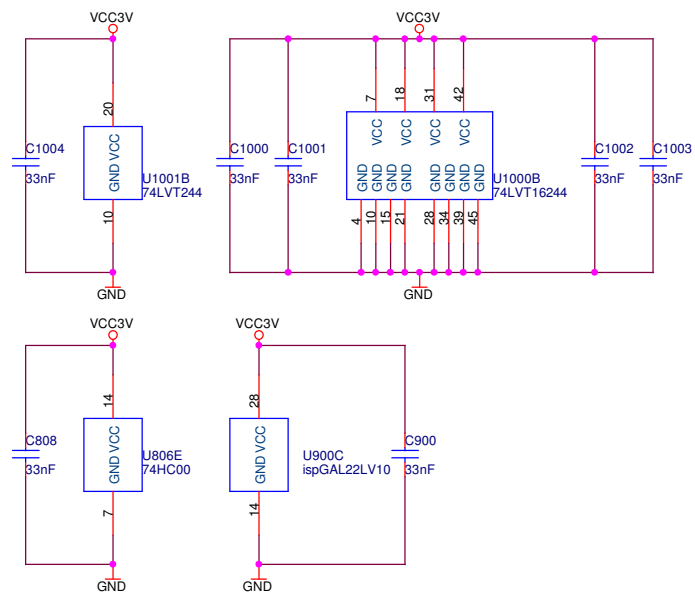 VCC3V
20
C1004
33nF
GND VCC
U1001B
74LVT244
10
GND
VCC3V
7
18
31
42
C1000
33nF
C1001
33nF
VCC
VCC
VCC
VCC
GND
GND
GND
GND
GND
GND
GND
GND
U1000B
74LVT16244
4
10
15
21
28
34
39
45
C1002
33nF
C1003
33nF
GND
VCC3V
14
C808
33nF
GND VCC
U806E
74HC00
7
GND
VCC3V
28
GND VCC
U900C
ispGAL22LV10
14
C900
33nF
GND